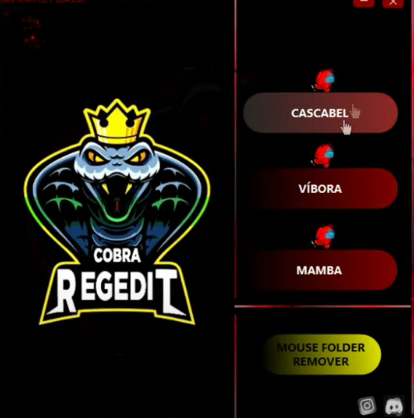 CASCABEL
VÍBORA
MAMBA
COBRA
REGEDIT
MOUSE FOLDER
REMOVER